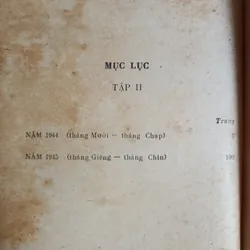 MỤC LỤC
TẬP II
Trang
NĂM 1944 (tháng Mười — tháng Chạp)
NĂM 1945 (tháng Giêng — tháng Chín)